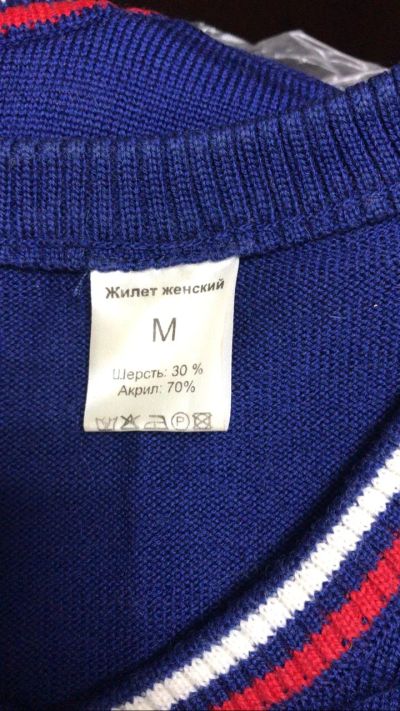 Жилет женский
M
Шерсть: 30 %
Акрил: 70%
P